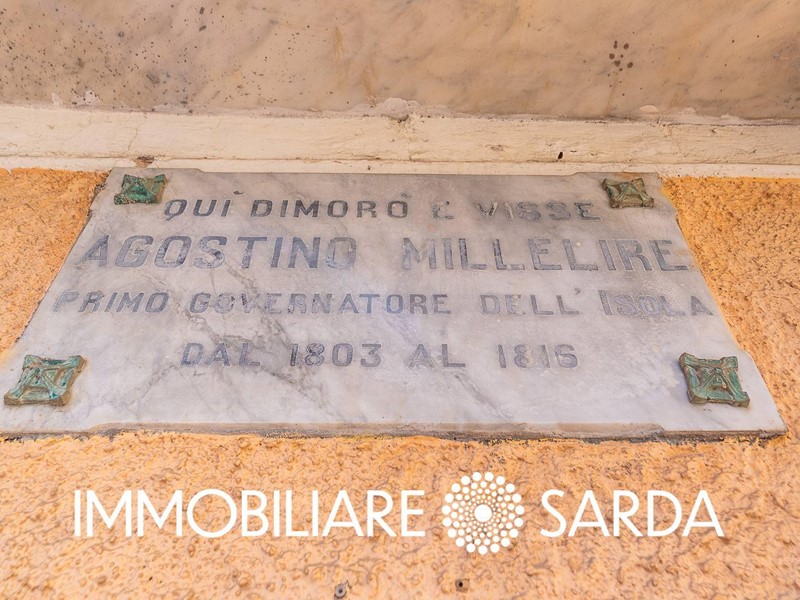 QUI DIMORÒ E VISSE
AGOSTINO MILLELIRE
PRIMO GOVERNATORE DELL' ISOLA
DAL 1803 AL 1816
IMMOBILIARE SARDA